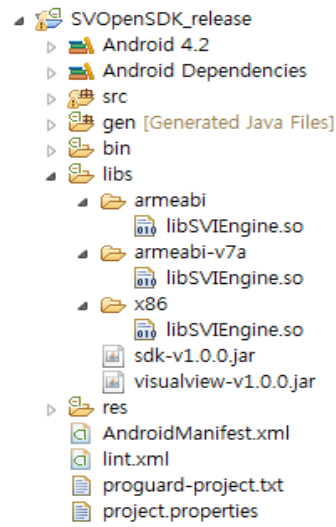 SVOpenSDK_release
Android 4.2
Android Dependencies
src
gen [Generated Java Files]
bin
libs
armeabi
libSVIEngine.so
armeabi-v7a
libSVIEngine.so
x86
libSVIEngine.so
sdk-v1.0.0.jar
visualview-v1.0.0.jar
res
AndroidManifest.xml
lint.xml
proguard-project.txt
project.properties